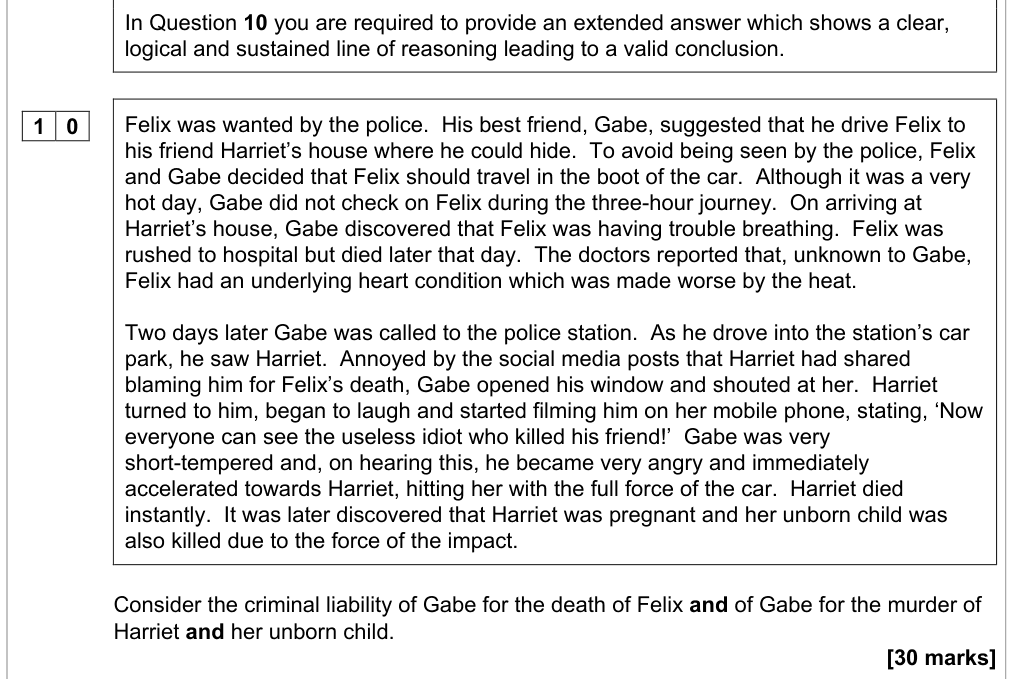 In Question 10 you are required to provide an extended answer which shows a clear,
logical and sustained line of reasoning leading to a valid conclusion.
1 0
Felix was wanted by the police. His best friend, Gabe, suggested that he drive Felix to
his friend Harriet’s house where he could hide. To avoid being seen by the police, Felix
and Gabe decided that Felix should travel in the boot of the car. Although it was a very
hot day, Gabe did not check on Felix during the three-hour journey. On arriving at
Harriet’s house, Gabe discovered that Felix was having trouble breathing. Felix was
rushed to hospital but died later that day. The doctors reported that, unknown to Gabe,
Felix had an underlying heart condition which was made worse by the heat.
Two days later Gabe was called to the police station. As he drove into the station’s car
park, he saw Harriet. Annoyed by the social media posts that Harriet had shared
blaming him for Felix’s death, Gabe opened his window and shouted at her. Harriet
turned to him, began to laugh and started filming him on her mobile phone, stating, ‘Now
everyone can see the useless idiot who killed his friend!’ Gabe was very
short-tempered and, on hearing this, he became very angry and immediately
accelerated towards Harriet, hitting her with the full force of the car. Harriet died
instantly. It was later discovered that Harriet was pregnant and her unborn child was
also killed due to the force of the impact.
Consider the criminal liability of Gabe for the death of Felix and of Gabe for the murder of
Harriet and her unborn child.
[30 marks]